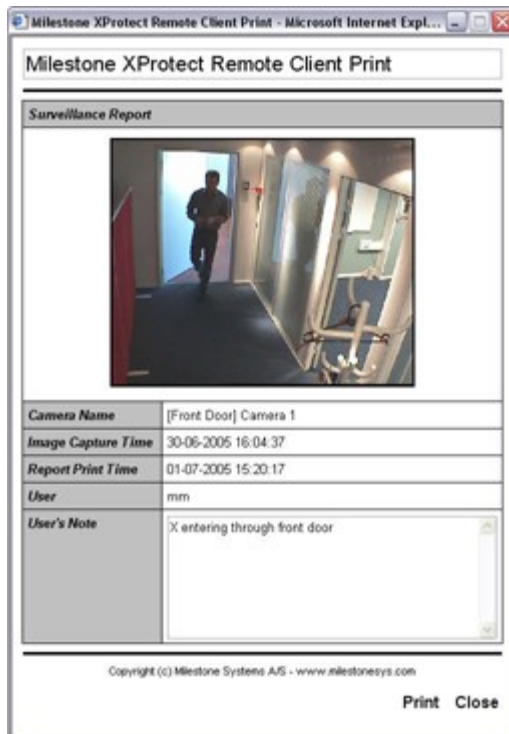 Milestone XProtect Remote Client Print - Microsoft Internet Expl...
Milestone XProtect Remote Client Print
Surveillance Report
Camera Name [Front Door] Camera 1
Image Capture Time 30-06-2005 16:04:37
Report Print Time 01-07-2005 15:20:17
User mm
User's Note X entering through front door
Copyright (c) Milestone Systems A/S - www.milestonesys.com
Print Close